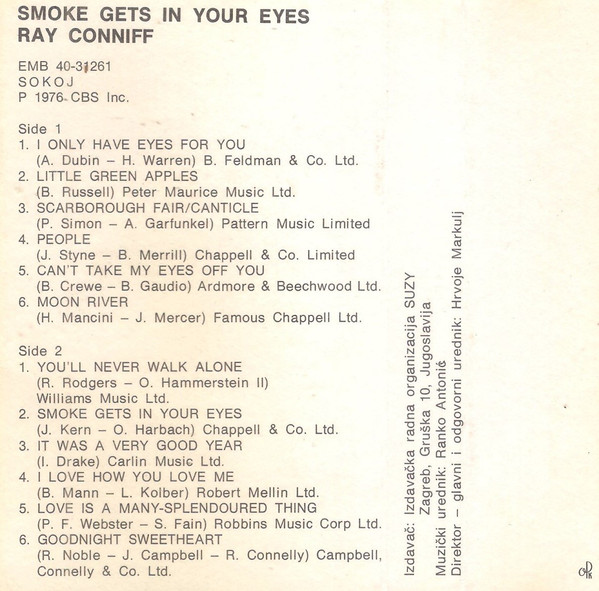 SMOKE GETS IN YOUR EYES
RAY CONNIFF
EMB 40-31261
SOKOJ
P 1976 CBS Inc.
Side 1
1. I ONLY HAVE EYES FOR YOU
(A. Dubin – H. Warren) B. Feldman & Co. Ltd.
2. LITTLE GREEN APPLES
(B. Russell) Peter Maurice Music Ltd.
3. SCARBOROUGH FAIR/CANTICLE
(P. Simon – A. Garfunkel) Pattern Music Limited
4. PEOPLE
(J. Styne – B. Merrill) Chappell & Co. Limited
5. CAN'T TAKE MY EYES OFF YOU
(B. Crewe – B. Gaudio) Ardmore & Beechwood Ltd.
6. MOON RIVER
(H. Mancini – J. Mercer) Famous Chappell Ltd.
Side 2
1. YOU'LL NEVER WALK ALONE
(R. Rodgers – O. Hammerstein II)
Williams Music Ltd.
2. SMOKE GETS IN YOUR EYES
(J. Kern – O. Harbach) Chappell & Co. Ltd.
3. IT WAS A VERY GOOD YEAR
(I. Drake) Carlin Music Ltd.
4. I LOVE HOW YOU LOVE ME
(B. Mann – L. Kolber) Robert Mellin Ltd.
5. LOVE IS A MANY-SPLENDOURED THING
(P. F. Webster – S. Fain) Robbins Music Corp Ltd.
6. GOODNIGHT SWEETHEART
(R. Noble – J. Campbell – R. Connelly) Campbell,
Connelly & Co. Ltd.
Izdavač: Izdavačka radna organizacija SUZY
Zagreb, Gruška 10, Jugoslavija
Muzički urednik: Ranko Antonić
Direktor – glavni i odgovorni urednik: Hrvoje Markulj